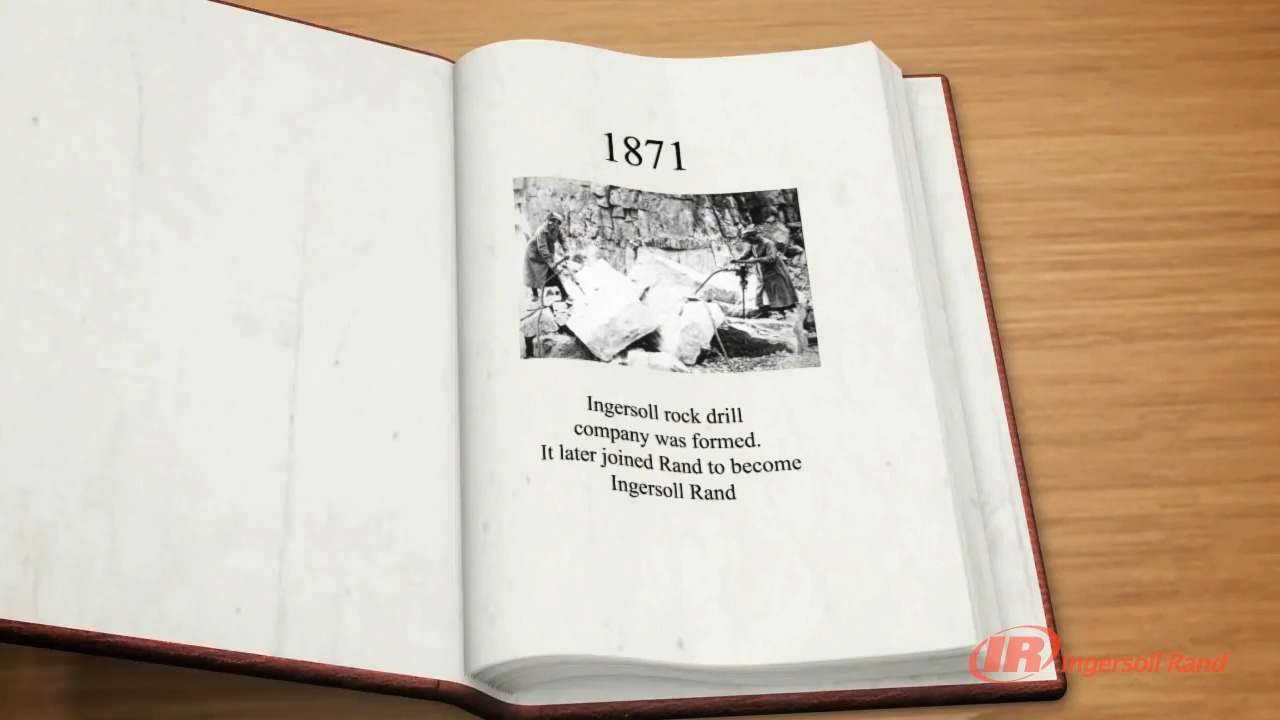 1871
Ingersoll rock drill
company was formed.
It later joined Rand to become
Ingersoll Rand
IR Ingersoll Rand